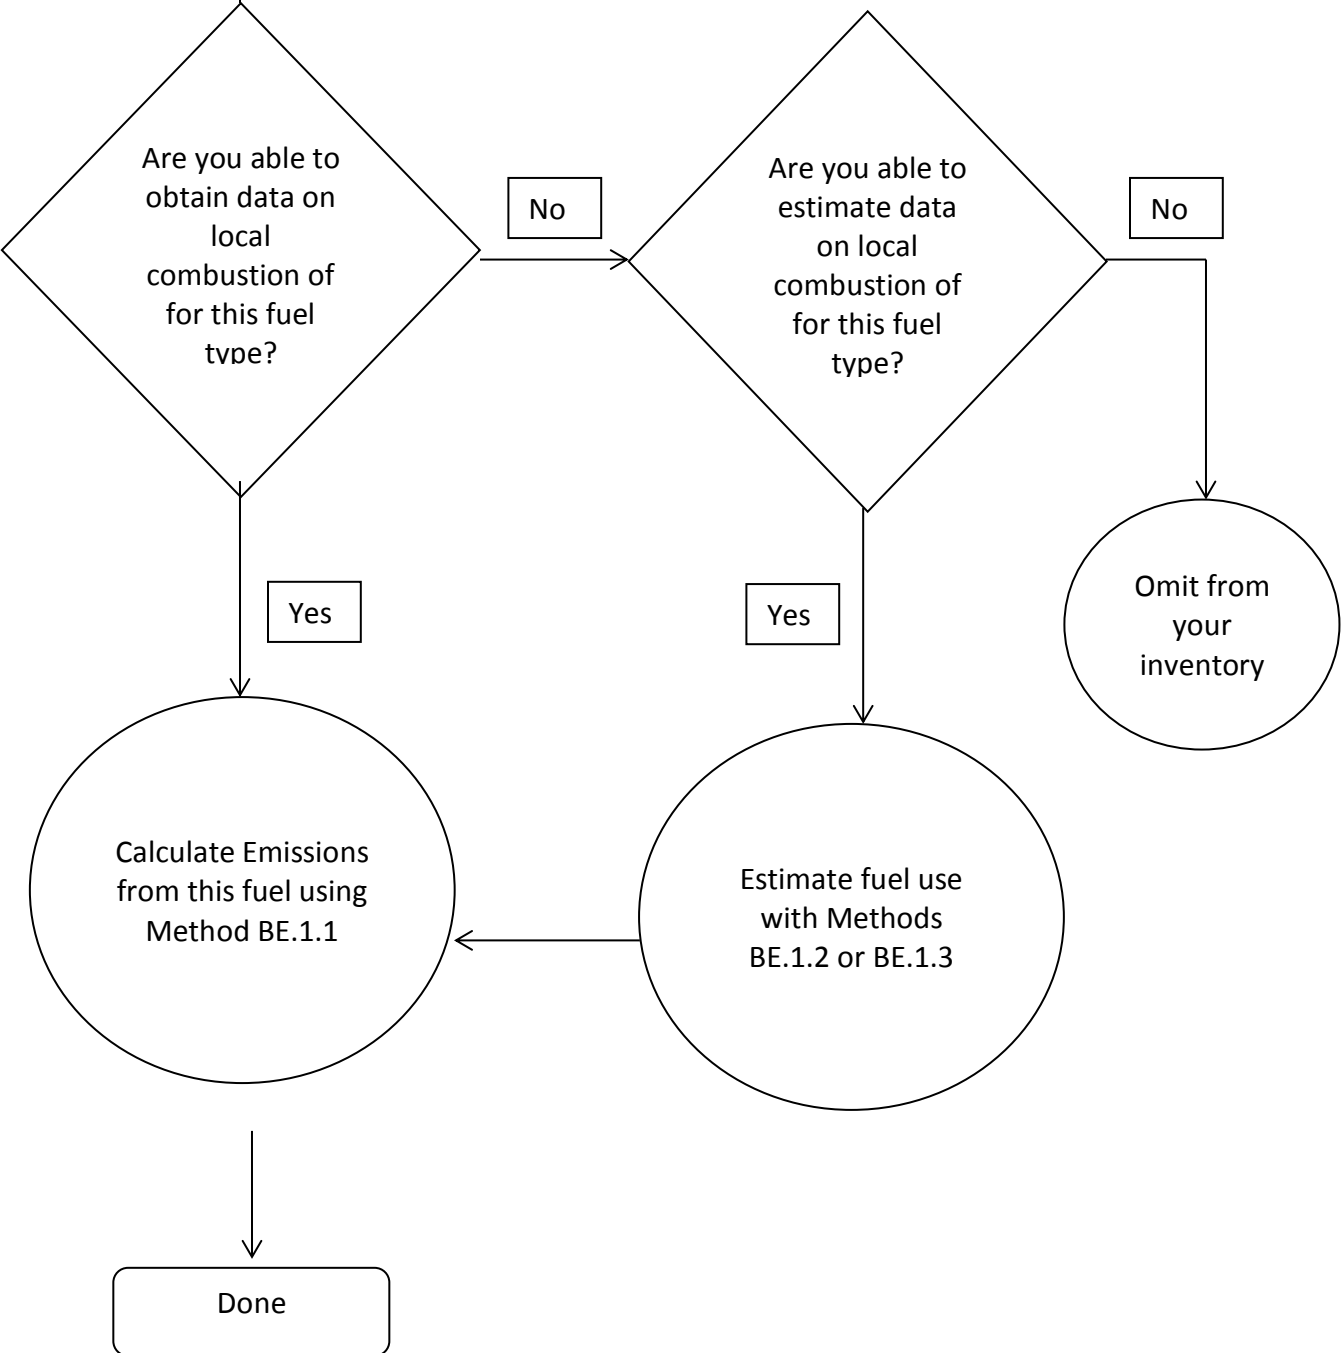 Are you able to
obtain data on
local
combustion of
for this fuel
type?
No
Are you able to
estimate data
on local
combustion of
for this fuel
type?
No
Yes
Yes
Omit from
your
inventory
Calculate Emissions
from this fuel using
Method BE.1.1
Estimate fuel use
with Methods
BE.1.2 or BE.1.3
Done